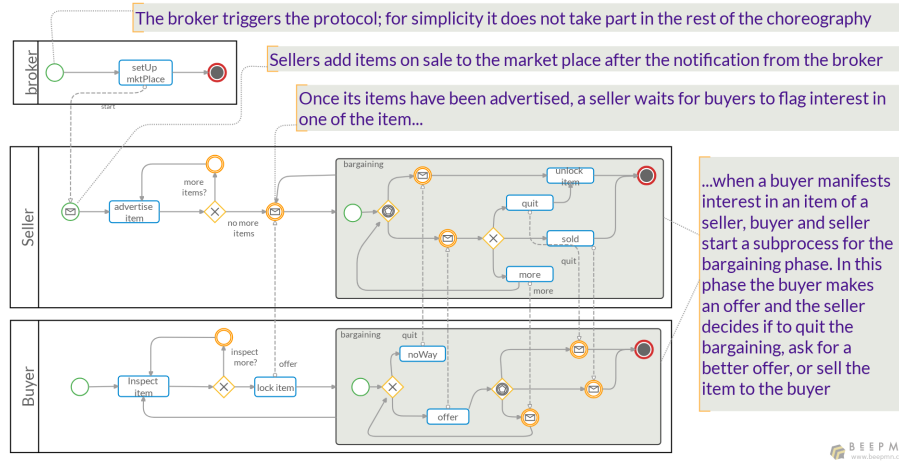 The broker triggers the protocol; for simplicity it does not take part in the rest of the choreography
broker
setUp
mktPlace
start
Sellers add items on sale to the market place after the notification from the broker
Once its items have been advertised, a seller waits for buyers to flag interest in
one of the item...
Seller
advertise
item
more
items?
no more
items
bargaining
unlock
item
quit
sold
quit
more
more
...when a buyer manifests
interest in an item of a
seller, buyer and seller
start a subprocess for the
bargaining phase. In this
phase the buyer makes
an offer and the seller
decides if to quit the
bargaining, ask for a
better offer, or sell the
item to the buyer
Buyer
Inspect
item
inspect
more?
offer
lock item
bargaining
quit
noWay
offer
BEEPM
www.beepmn.c